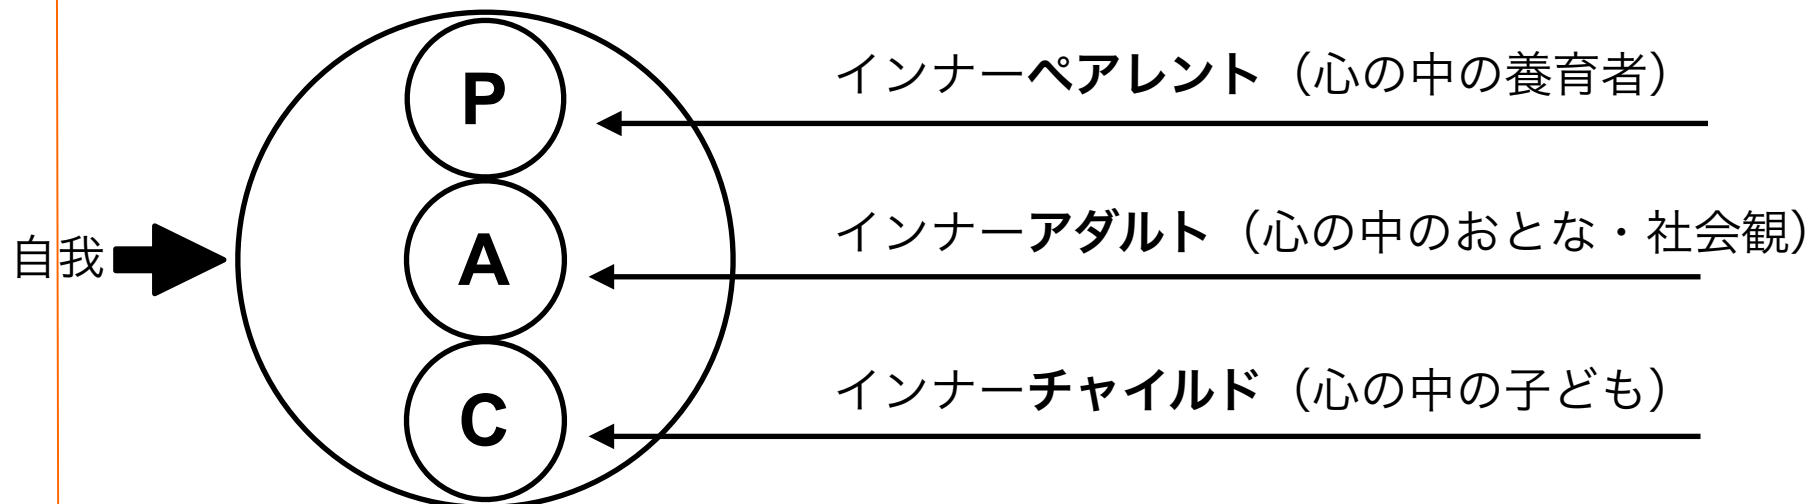 P
インナーペアレント（心の中の養育者）
自我
A
インナーアダルト（心の中のおとな・社会観）
C
インナーチャイルド（心の中の子ども）